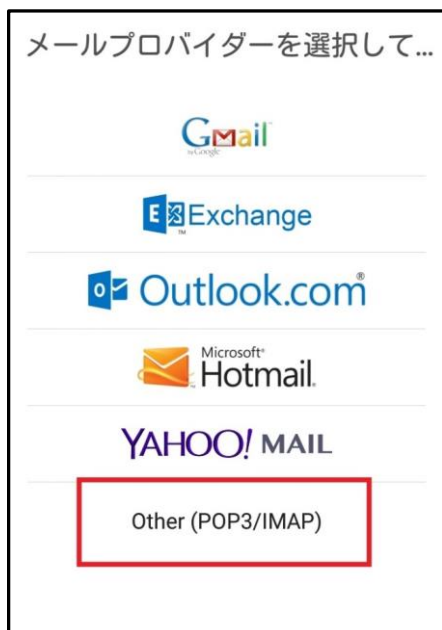 メールプロバイダーを選択して...
Gmail
by Google
E Exchange
TM
o Outlook.com®
Microsoft®
Hotmail.
YAHOO! MAIL
Other (POP3/IMAP)